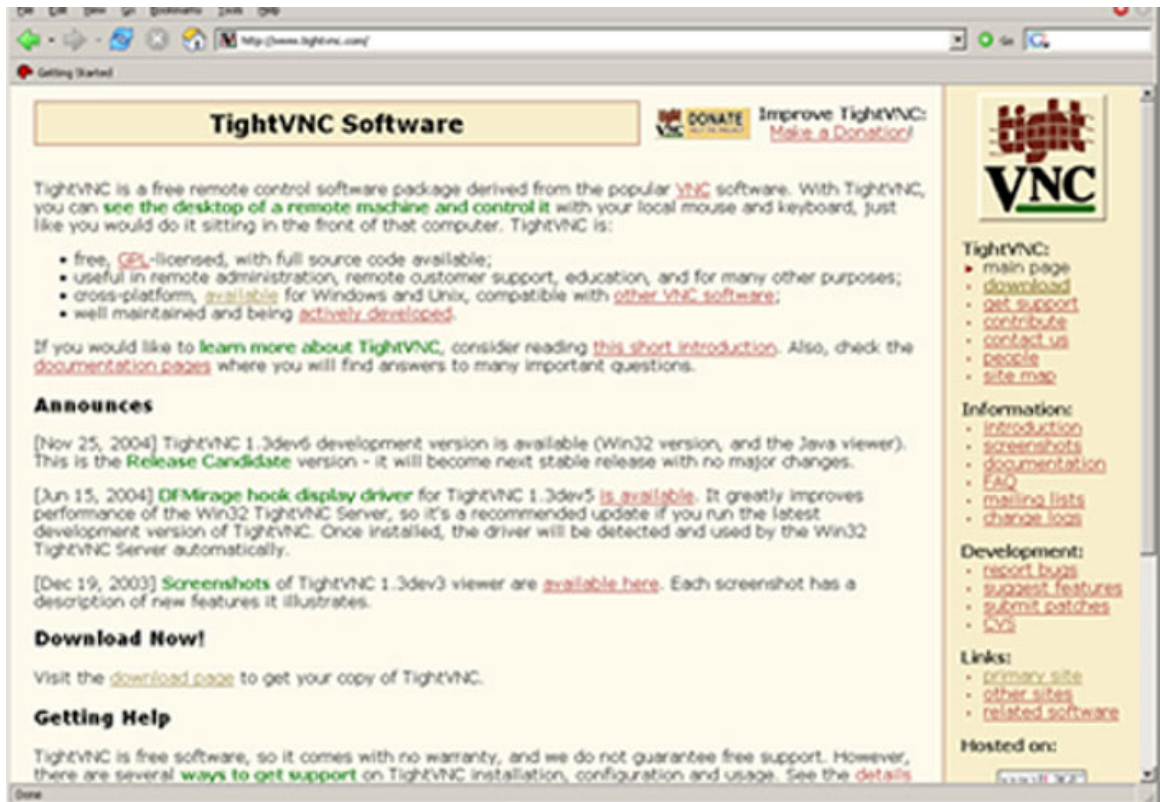 File Edit View Go Bookmarks Tools Help
http://www.tightvnc.com/
Go
G
Getting Started
TightVNC Software
VNC DONATE
Improve TightVNC:
Make a Donation!
TightVNC is a free remote control software package derived from the popular VNC software. With TightVNC,
you can see the desktop of a remote machine and control it with your local mouse and keyboard, just
like you would do it sitting in the front of that computer. TightVNC is:
• free, GPL-licensed, with full source code available;
• useful in remote administration, remote customer support, education, and for many other purposes;
• cross-platform, available for Windows and Unix, compatible with other VNC software;
• well maintained and being actively developed.
If you would like to learn more about TightVNC, consider reading this short introduction. Also, check the
documentation pages where you will find answers to many important questions.
Announces
[Nov 25, 2004] TightVNC 1.3dev6 development version is available (Win32 version, and the Java viewer).
This is the Release Candidate version - it will become next stable release with no major changes.
[Jun 15, 2004] DFMirage hook display driver for TightVNC 1.3dev5 is available. It greatly improves
performance of the Win32 TightVNC Server, so it's a recommended update if you run the latest
development version of TightVNC. Once installed, the driver will be detected and used by the Win32
TightVNC Server automatically.
[Dec 19, 2003] Screenshots of TightVNC 1.3dev3 viewer are available here. Each screenshot has a
description of new features it illustrates.
Download Now!
Visit the download page to get your copy of TightVNC.
Getting Help
TightVNC is free software, so it comes with no warranty, and we do not guarantee free support. However,
there are several ways to get support on TightVNC installation, configuration and usage. See the details
tight
VNC
TightVNC:
main page
download
get support
contribute
contact us
people
site map
Information:
introduction
screenshots
documentation
FAQ
mailing lists
change logs
Development:
report bugs
suggest features
submit patches
CVS
Links:
primary site
other sites
related software
Hosted on:
Done